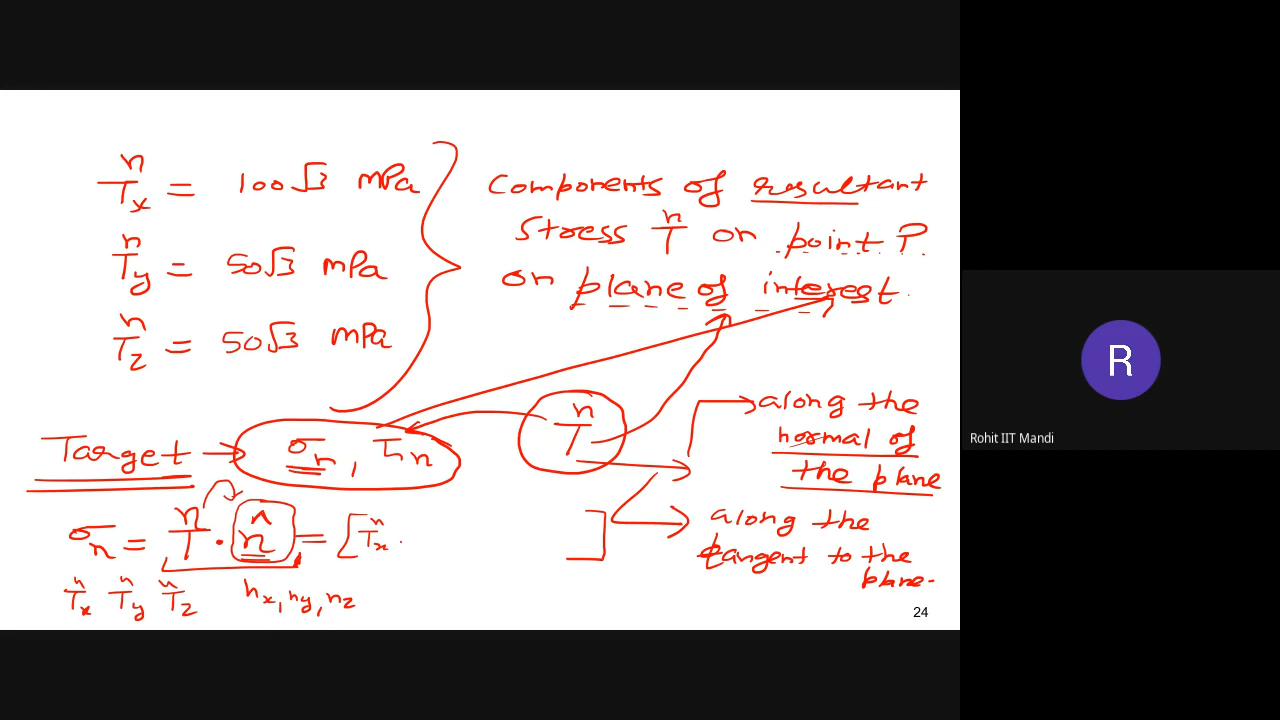 n
Tx = 100√3 mPa
n
Ty = 50√3 mPa
n
Tz = 50√3 mPa
Components of resultant
n
Stress T on point P
on plane of interest.
Target → σn, τn
n
T
along the
normal of
the plane
along the
tangent to the
plane.
n
σn = T · n̂ = [Tx^n ]
Tx^n Ty^n Tz^n nx, ny, nz
24
R
Rohit IIT Mandi